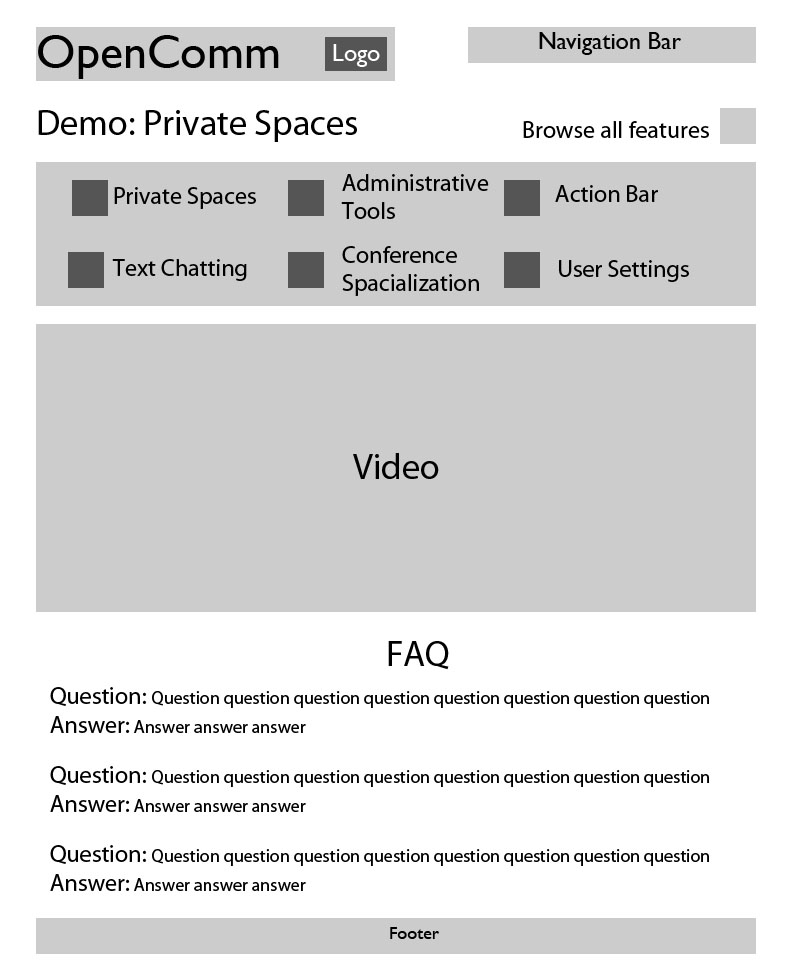 OpenComm Logo Navigation Bar
Demo: Private Spaces
Browse all features
Private Spaces
Administrative
Tools
Action Bar
Text Chatting
Conference
Spacialization
User Settings
Video
FAQ
Question: Question question question question question question question question
Answer: Answer answer answer
Question: Question question question question question question question question
Answer: Answer answer answer
Question: Question question question question question question question question
Answer: Answer answer answer
Footer